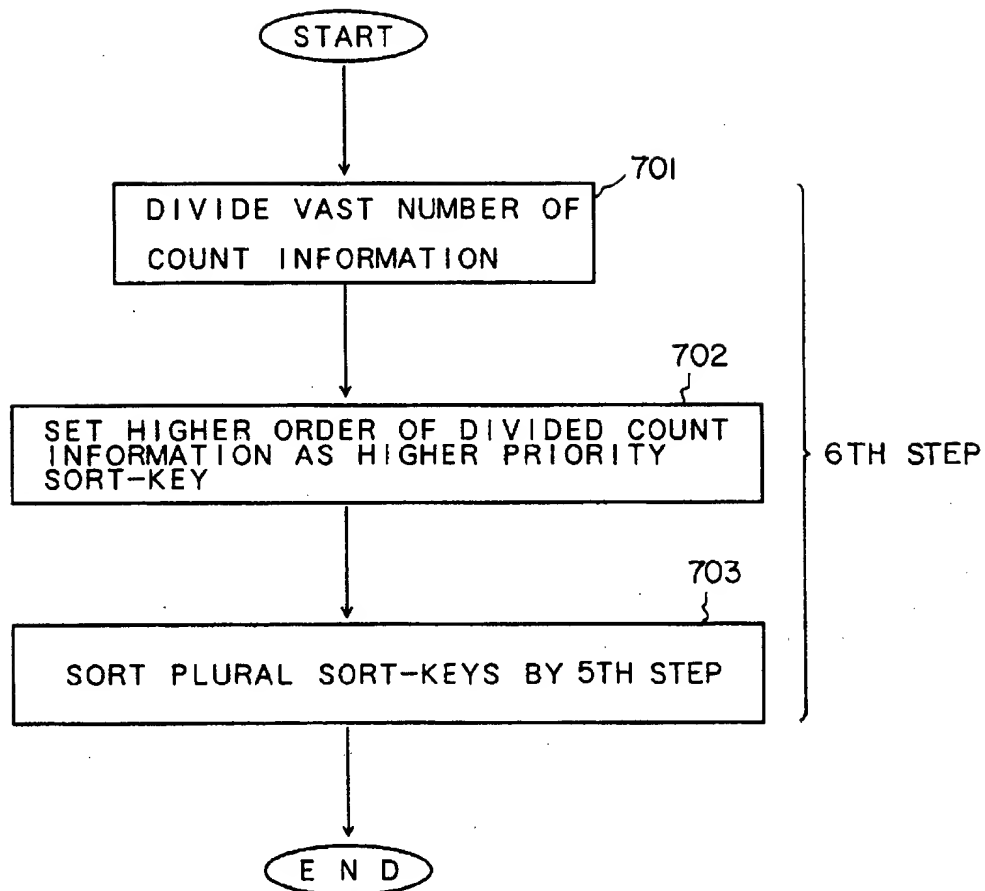 START
701
DIVIDE VAST NUMBER OF
COUNT INFORMATION
702
SET HIGHER ORDER OF DIVIDED COUNT
INFORMATION AS HIGHER PRIORITY
SORT-KEY
6TH STEP
703
SORT PLURAL SORT-KEYS BY 5TH STEP
END